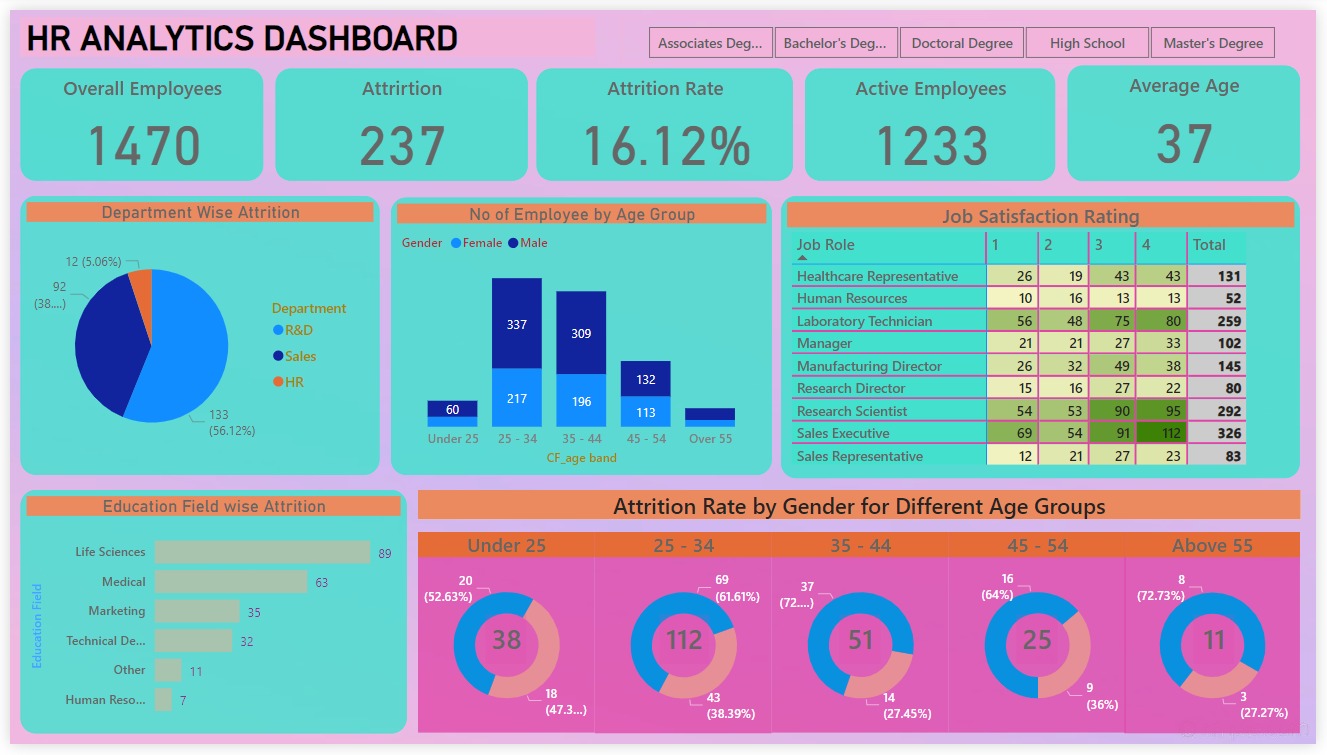 HR ANALYTICS DASHBOARD
Associates Deg...
Bachelor's Deg...
Doctoral Degree
High School
Master's Degree
Overall Employees
1470
Attrirtion
237
Attrition Rate
16.12%
Active Employees
1233
Average Age
37
Department Wise Attrition
12 (5.06%)
92
(38....)
133
(56.12%)
Department
R&D
Sales
HR
No of Employee by Age Group
Gender Female Male
60
337
217
309
196
132
113
Under 25 25 - 34 35 - 44 45 - 54 Over 55
CF_age band
Job Satisfaction Rating
Job Role 1 2 3 4 Total
Healthcare Representative 26 19 43 43 131
Human Resources 10 16 13 13 52
Laboratory Technician 56 48 75 80 259
Manager 21 21 27 33 102
Manufacturing Director 26 32 49 38 145
Research Director 15 16 27 22 80
Research Scientist 54 53 90 95 292
Sales Executive 69 54 91 112 326
Sales Representative 12 21 27 23 83
Education Field wise Attrition
Education Field
Life Sciences 89
Medical 63
Marketing 35
Technical De... 32
Other 11
Human Reso... 7
Attrition Rate by Gender for Different Age Groups
Under 25
20
(52.63%)
38
18
(47.3...)
25 - 34
69
(61.61%)
112
43
(38.39%)
35 - 44
37
(72....)
51
14
(27.45%)
45 - 54
16
(64%)
25
9
(36%)
Above 55
8
(72.73%)
11
3
(27.27%)